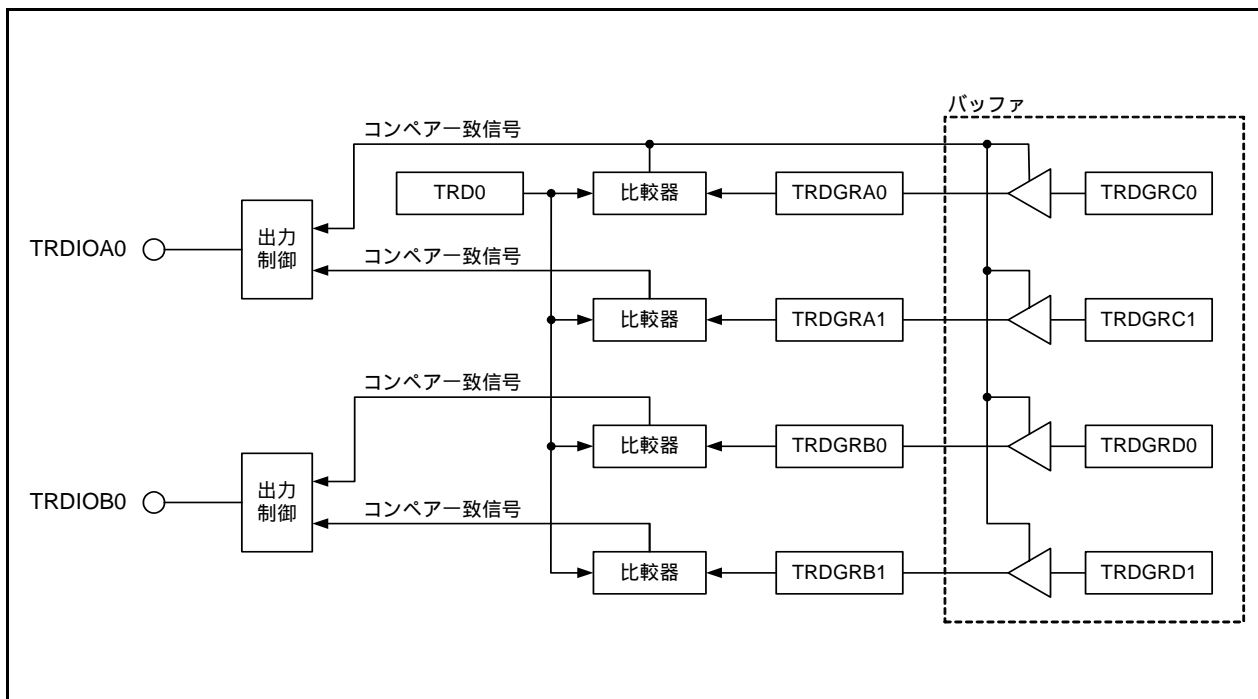 バッファ
コンペアー致信号
TRD0
比較器
TRDGRA0
TRDGRC0
TRDIOA0
出力
制御
コンペアー致信号
比較器
TRDGRA1
TRDGRC1
コンペアー致信号
比較器
TRDGRB0
TRDGRD0
TRDIOB0
出力
制御
コンペアー致信号
比較器
TRDGRB1
TRDGRD1